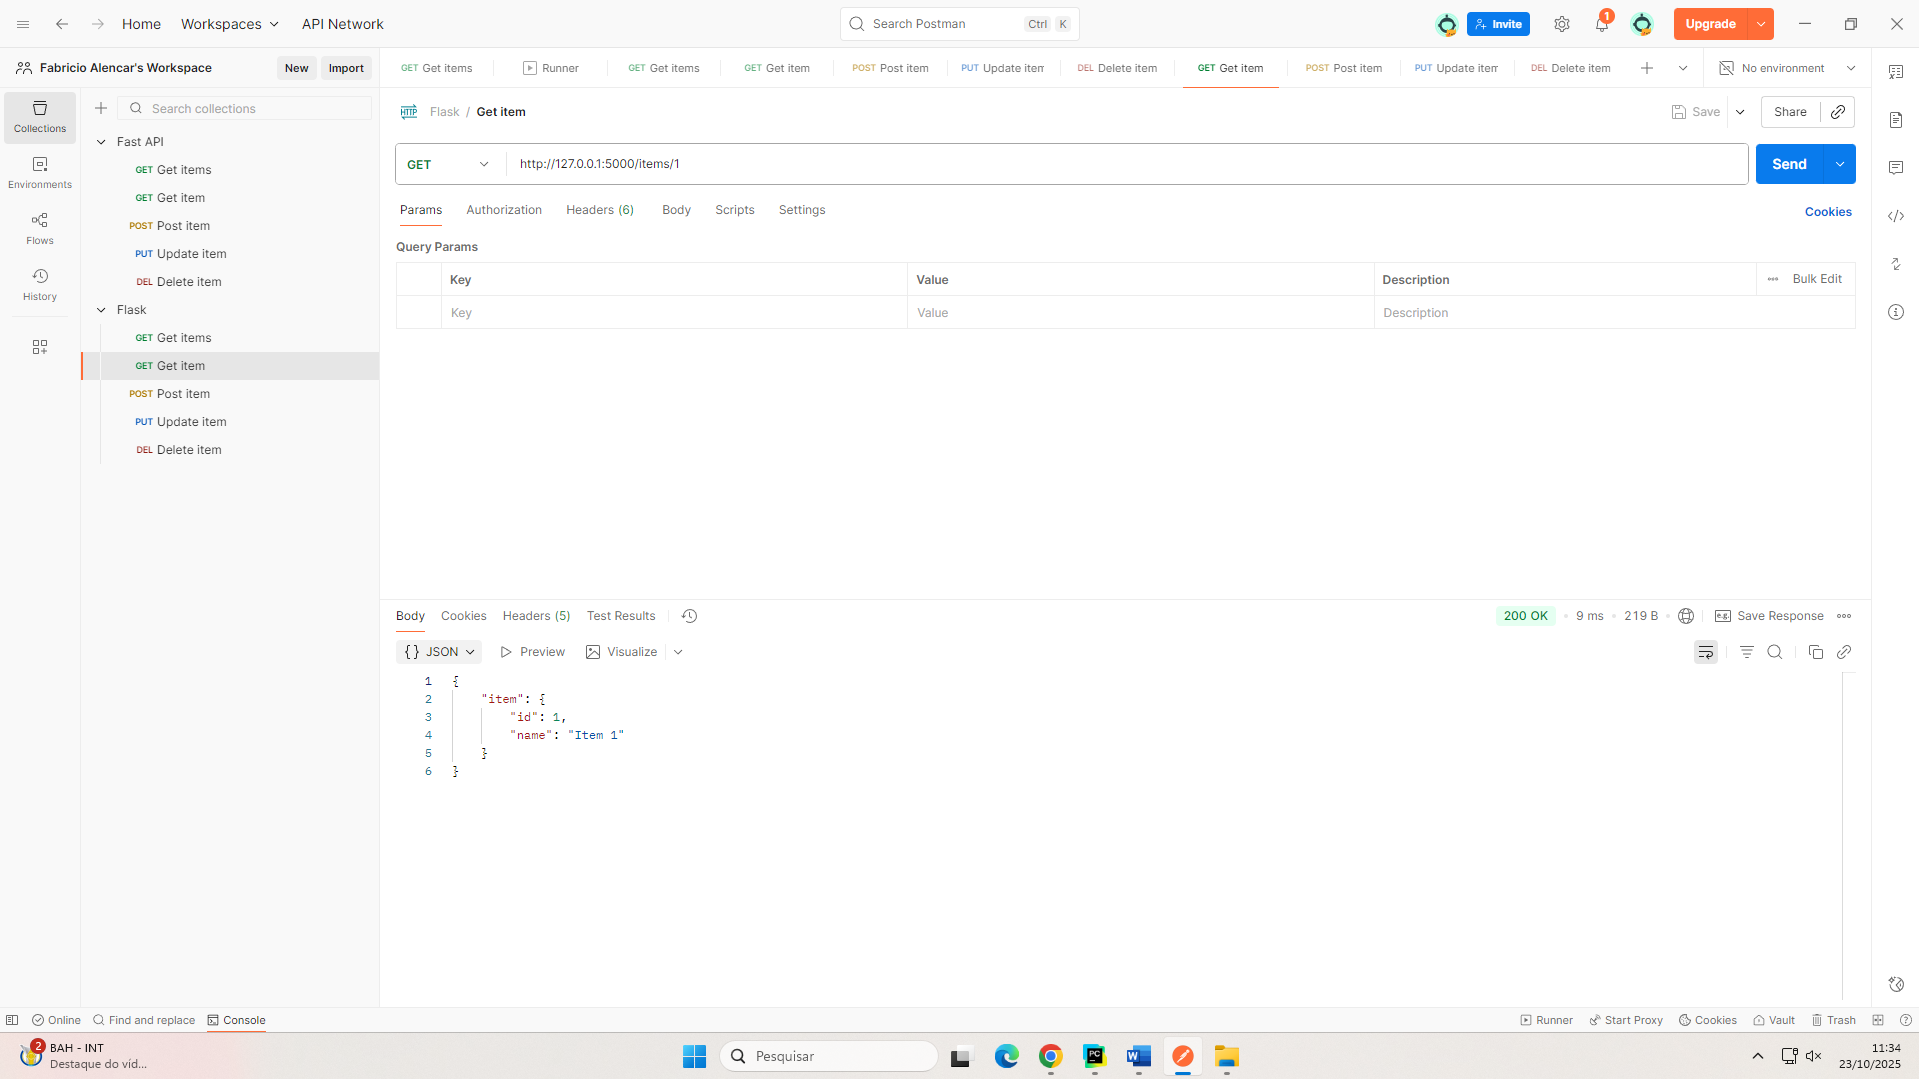 Home Workspaces API Network
Search Postman Ctrl K
Invite 1 Upgrade
Fabricio Alencar's Workspace New Import
GET Get items Runner GET Get items GET Get item POST Post item PUT Update item DEL Delete item GET Get item POST Post item PUT Update item DEL Delete item No environment
Collections
Environments
Flows
History
Search collections
Fast API
GET Get items
GET Get item
POST Post item
PUT Update item
DEL Delete item
Flask
GET Get items
GET Get item
POST Post item
PUT Update item
DEL Delete item
HTTP Flask / Get item Save Share
GET http://127.0.0.1:5000/items/1 Send
Params Authorization Headers (6) Body Scripts Settings Cookies
Query Params
Key Value Description Bulk Edit
Key Value Description
Body Cookies Headers (5) Test Results 200 OK 9 ms 219 B e.g. Save Response
{} JSON Preview Visualize
1 {
2 "item": {
3 "id": 1,
4 "name": "Item 1"
5 }
6 }
Online Find and replace Console Runner Start Proxy Cookies Vault Trash
2 BAH - INT
Destaque do víd...
Pesquisar
PC
W
11:34
23/10/2025